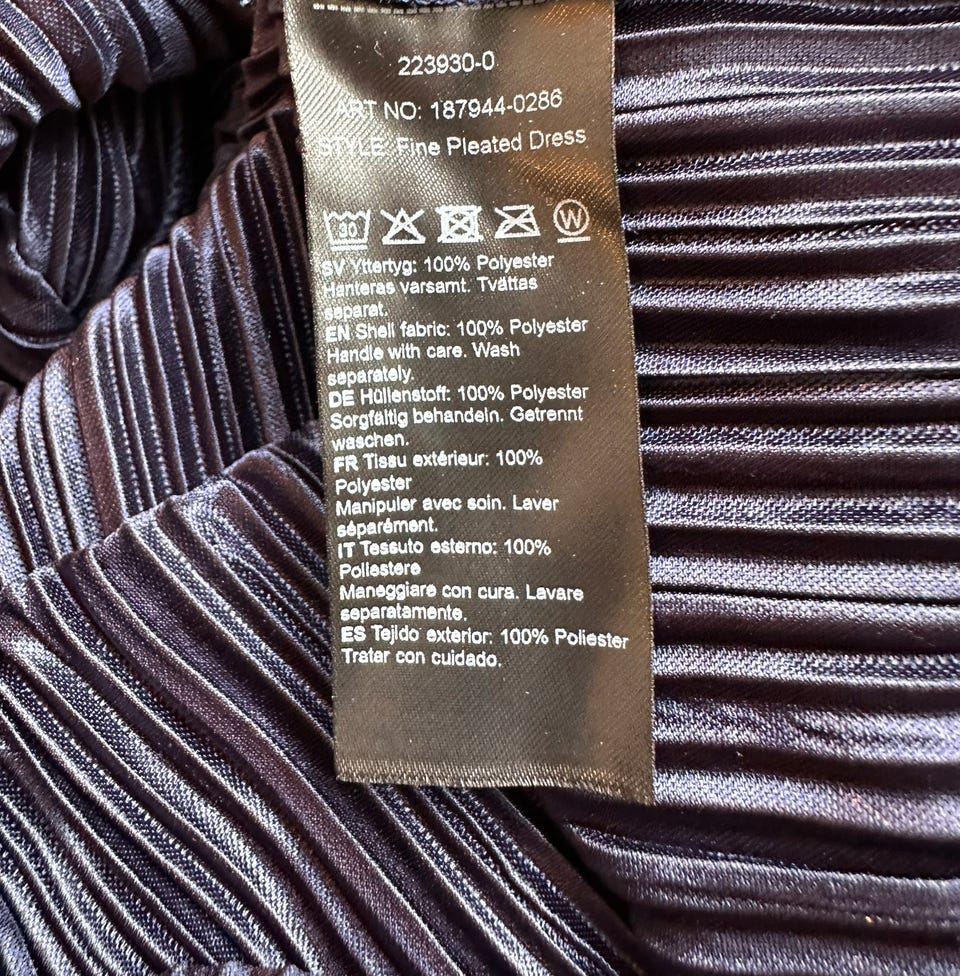 223930-0
ART NO: 187944-0286
STYLE: Fine Pleated Dress
30 W
SV Yttertyg: 100% Polyester
Hanteras varsamt. Tvättas
separat.
EN Shell fabric: 100% Polyester
Handle with care. Wash
separately.
DE Hüllenstoff: 100% Polyester
Sorgfältig behandeln. Getrennt
waschen.
FR Tissu extérieur: 100%
Polyester
Manipuler avec soin. Laver
séparément.
IT Tessuto esterno: 100%
Poliestere
Maneggiare con cura. Lavare
separatamente.
ES Tejido exterior: 100% Poliester
Tratar con cuidado.